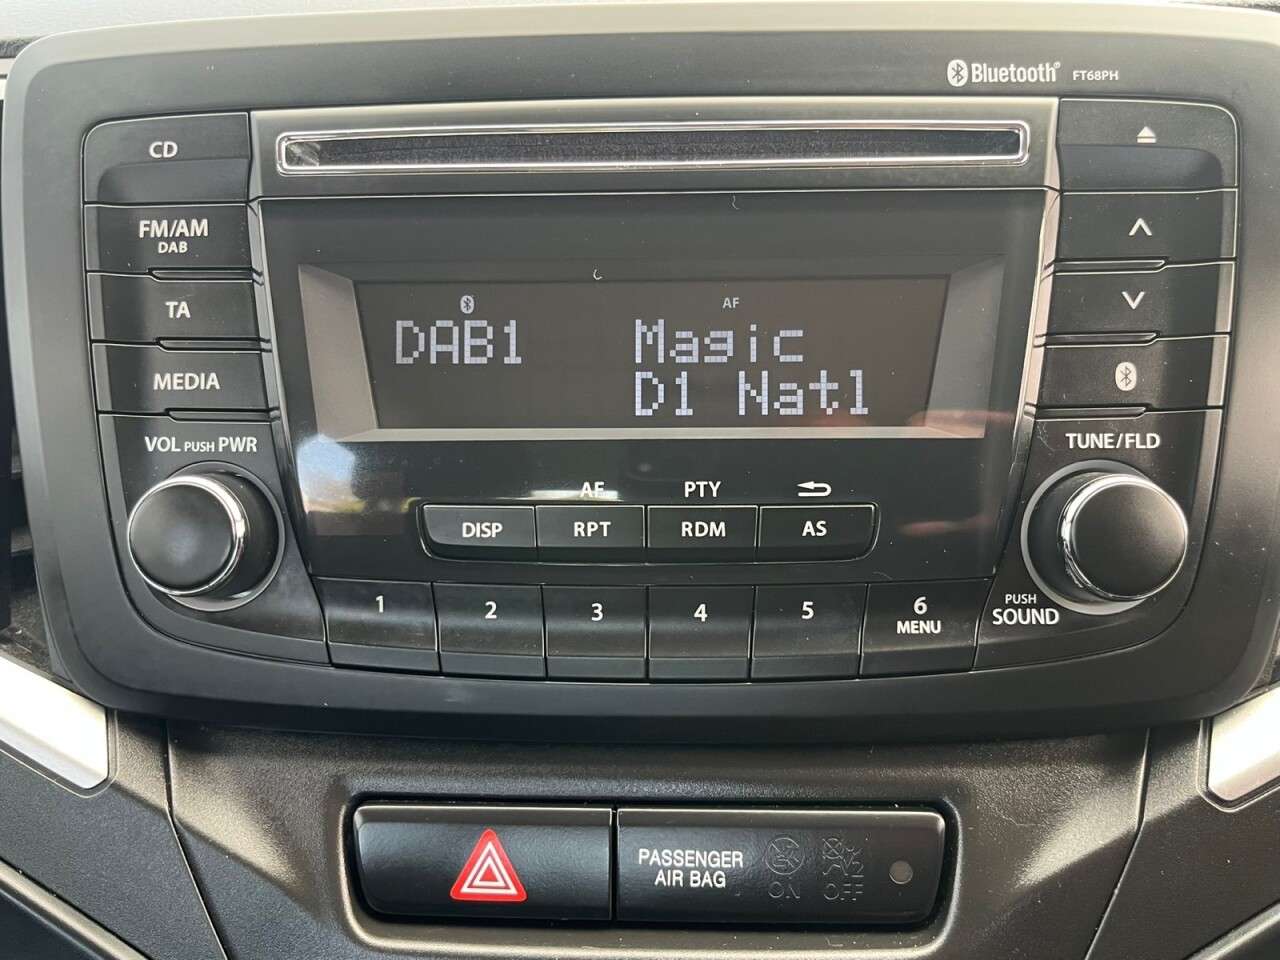 Bluetooth® FT68PH
CD
FM/AM
DAB
TA
MEDIA
VOL PUSH PWR
AF
DAB1 Magic
D1 Natl
TUNE/FLD
AF PTY
DISP RPT RDM AS
1 2 3 4 5 6
MENU
PUSH
SOUND
PASSENGER
AIR BAG
ON OFF